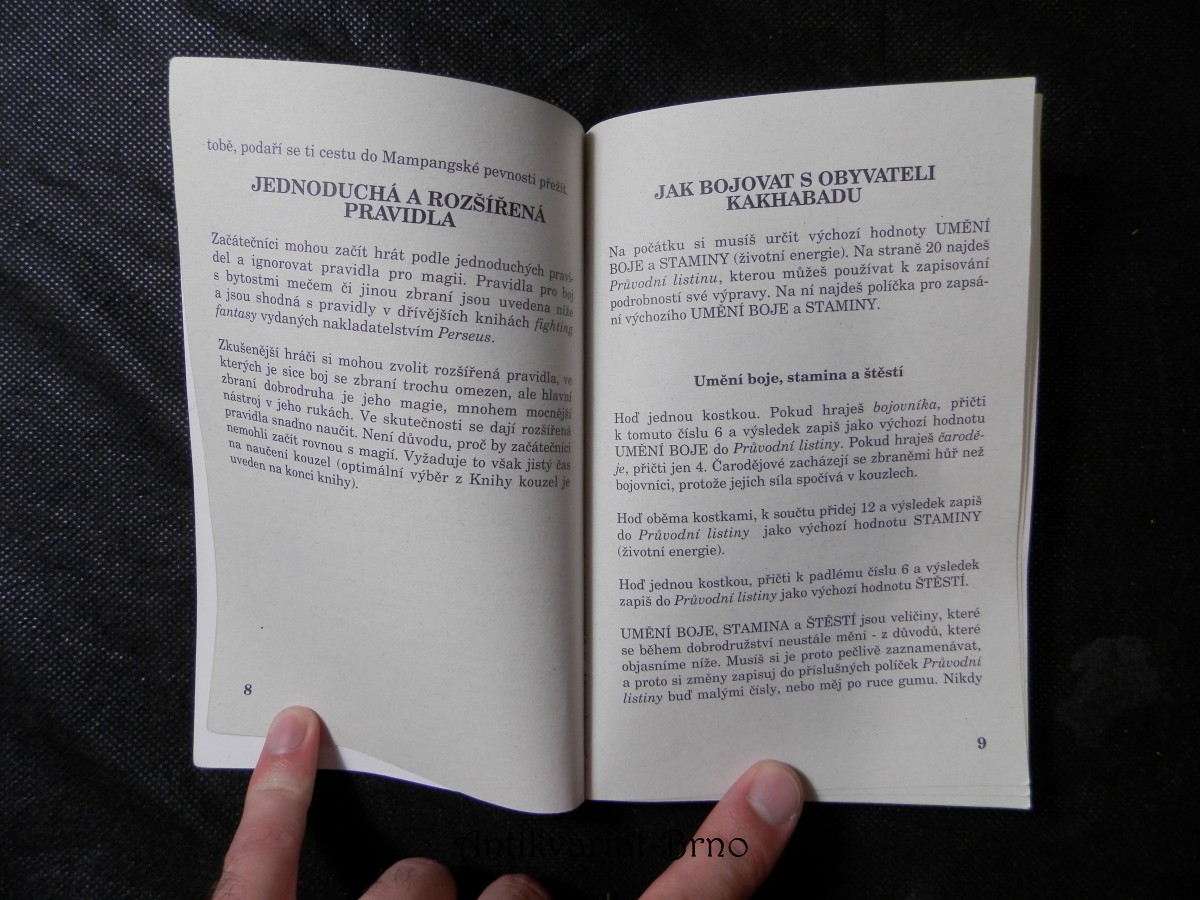 tobě, podaří se ti cestu do Mampangské pevnosti přežít.
JEDNODUCHÁ A ROZŠÍŘENÁ
PRAVIDLA
Začátečníci mohou začít hrát podle jednoduchých pravi-
del a ignorovat pravidla pro magii. Pravidla pro boj
s bytostmi mečem či jinou zbraní jsou uvedena níže
a jsou shodná s pravidly v dřívějších knihách fighting
fantasy vydaných nakladatelstvím Perseus.
Zkušenější hráči si mohou zvolit rozšířená pravidla, ve
kterých je sice boj se zbraní trochu omezen, ale hlavní
zbraní dobrodruha je jeho magie, mnohem mocnější
nástroj v jeho rukách. Ve skutečnosti se dají rozšířená
pravidla snadno naučit. Není důvodu, proč by začátečníci
nemohli začít rovnou s magií. Vyžaduje to však jistý čas
na naučení kouzel (optimální výběr z Knihy kouzel je
uveden na konci knihy).
8
JAK BOJOVAT S OBYVATELI
KAKHABADU
Na počátku si musíš určit výchozí hodnoty UMĚNÍ
BOJE a STAMINY (životní energie). Na straně 20 najdeš
Průvodní listinu, kterou můžeš používat k zapisování
podrobností své výpravy. Na ní najdeš políčka pro zapsá-
ní výchozího UMĚNÍ BOJE a STAMINY.
Umění boje, stamina a štěstí
Hoď jednou kostkou. Pokud hraješ bojovníka, přičti
k tomuto číslu 6 a výsledek zapiš jako výchozí hodnotu
UMĚNÍ BOJE do Průvodní listiny. Pokud hraješ čarodě-
je, přičti jen 4. Čarodějové zacházejí se zbraněmi hůř než
bojovníci, protože jejich síla spočívá v kouzlech.
Hoď oběma kostkami, k součtu přidej 12 a výsledek zapiš
do Průvodní listiny jako výchozí hodnotu STAMINY
(životní energie).
Hoď jednou kostkou, přičti k padlému číslu 6 a výsledek
zapiš do Průvodní listiny jako výchozí hodnotu ŠTĚSTÍ.
UMĚNÍ BOJE, STAMINA a ŠTĚSTÍ jsou veličiny, které
se během dobrodružství neustále mění - z důvodů, které
objasníme níže. Musíš si je proto pečlivě zaznamenávat,
a proto si změny zapisuj do příslušných políček Průvodní
listiny buď malými čísly, nebo měj po ruce gumu. Nikdy
9
Antikvariat-Brno